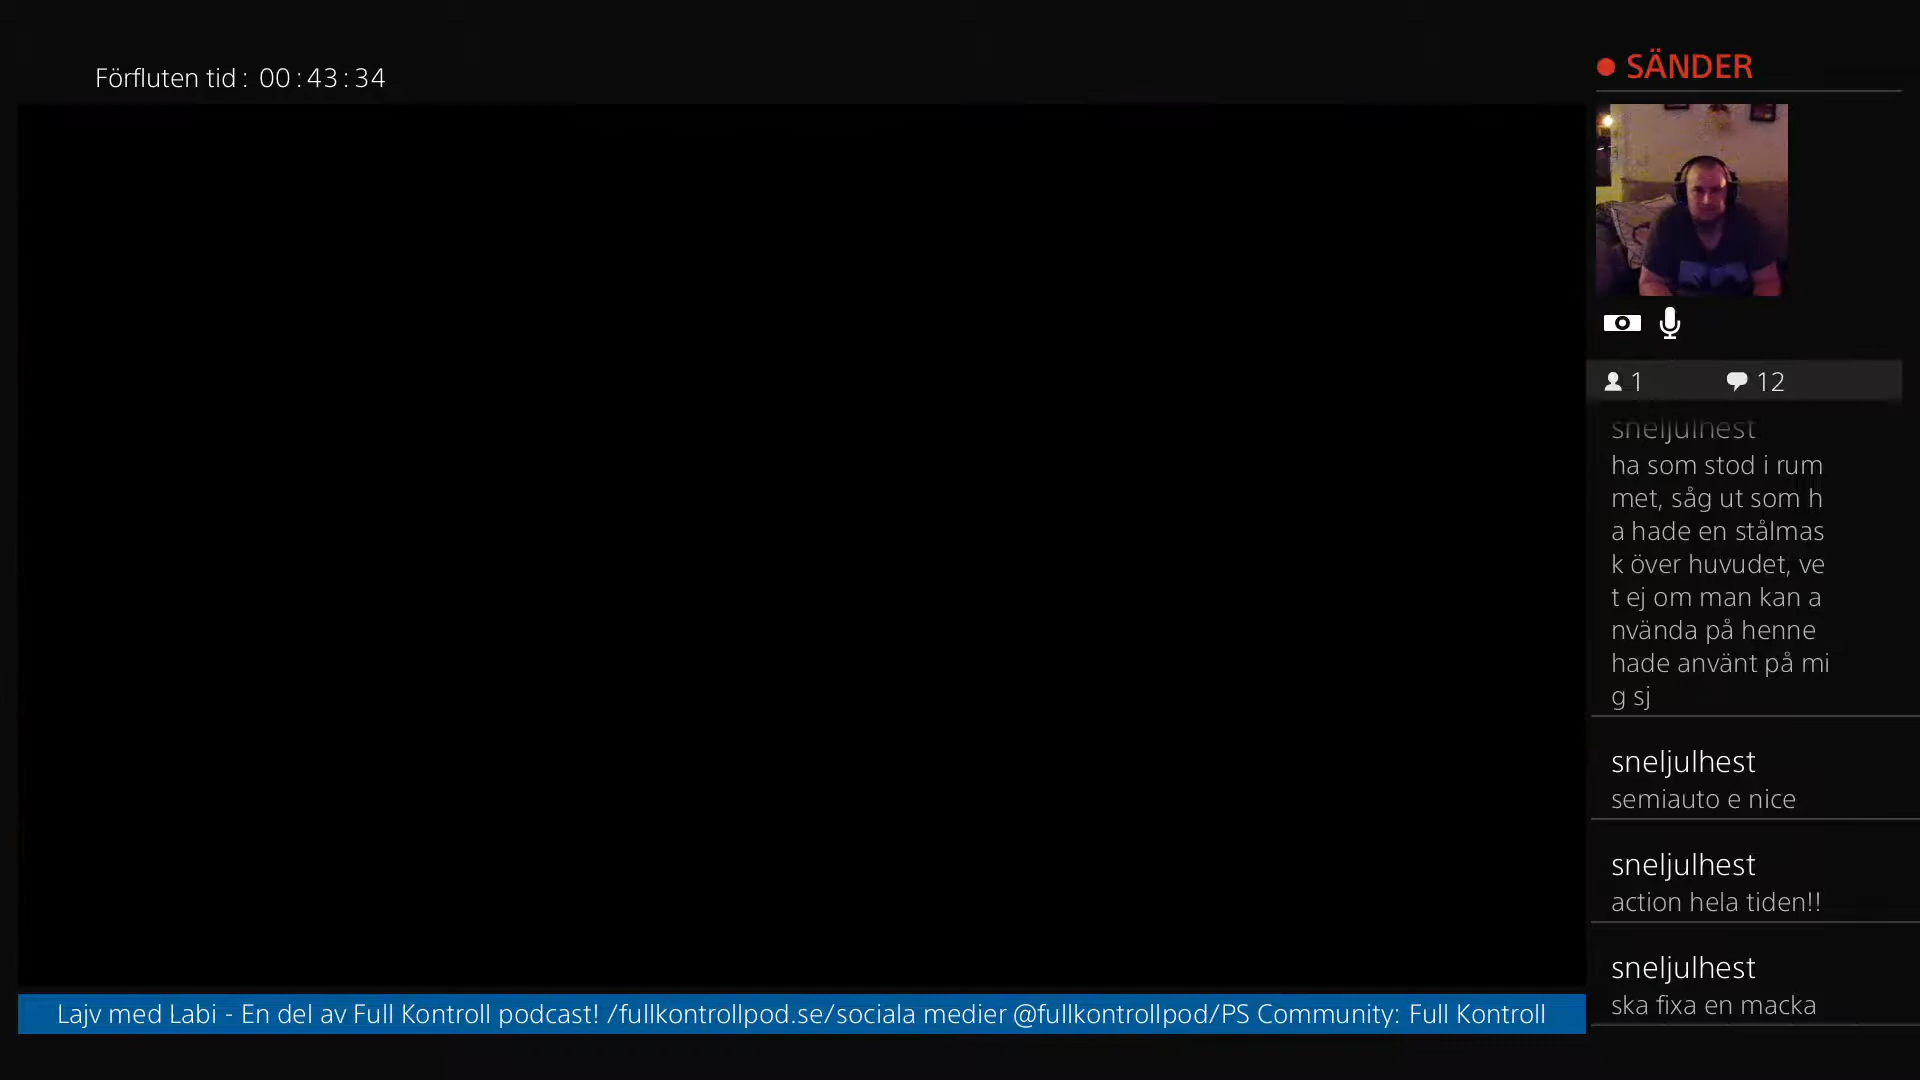 Förfluten tid : 00:43:34
SÄNDER
1
12
sneljulhest
ha som stod i rum
met, såg ut som h
a hade en stålmas
k över huvudet, ve
t ej om man kan a
nvända på henne
hade använt på mi
g sj
sneljulhest
semiauto e nice
sneljulhest
action hela tiden!!
sneljulhest
ska fixa en macka
Lajv med Labi - En del av Full Kontroll podcast! /fullkontrollpod.se/sociala medier @fullkontrollpod/PS Community: Full Kontroll